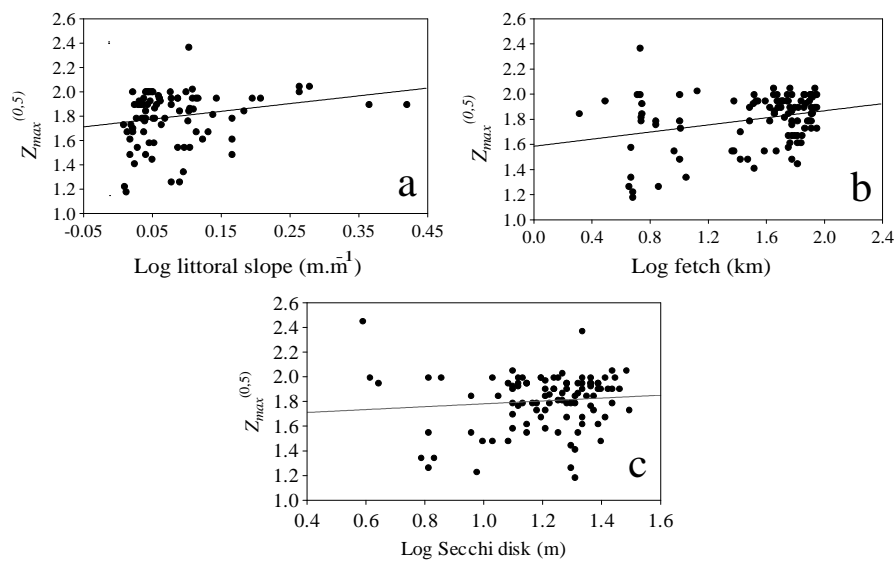 2.6
2.4
2.2
2.0
1.8
1.6
1.4
1.2
1.0
Zmax (0,5)
-0.05 0.05 0.15 0.25 0.35 0.45
Log littoral slope (m.m-1)
a
2.6
2.4
2.2
2.0
1.8
1.6
1.4
1.2
1.0
Zmax (0,5)
0.0 0.4 0.8 1.2 1.6 2.0 2.4
Log fetch (km)
b
2.6
2.4
2.2
2.0
1.8
1.6
1.4
1.2
1.0
Zmax (0,5)
0.4 0.6 0.8 1.0 1.2 1.4 1.6
Log Secchi disk (m)
c